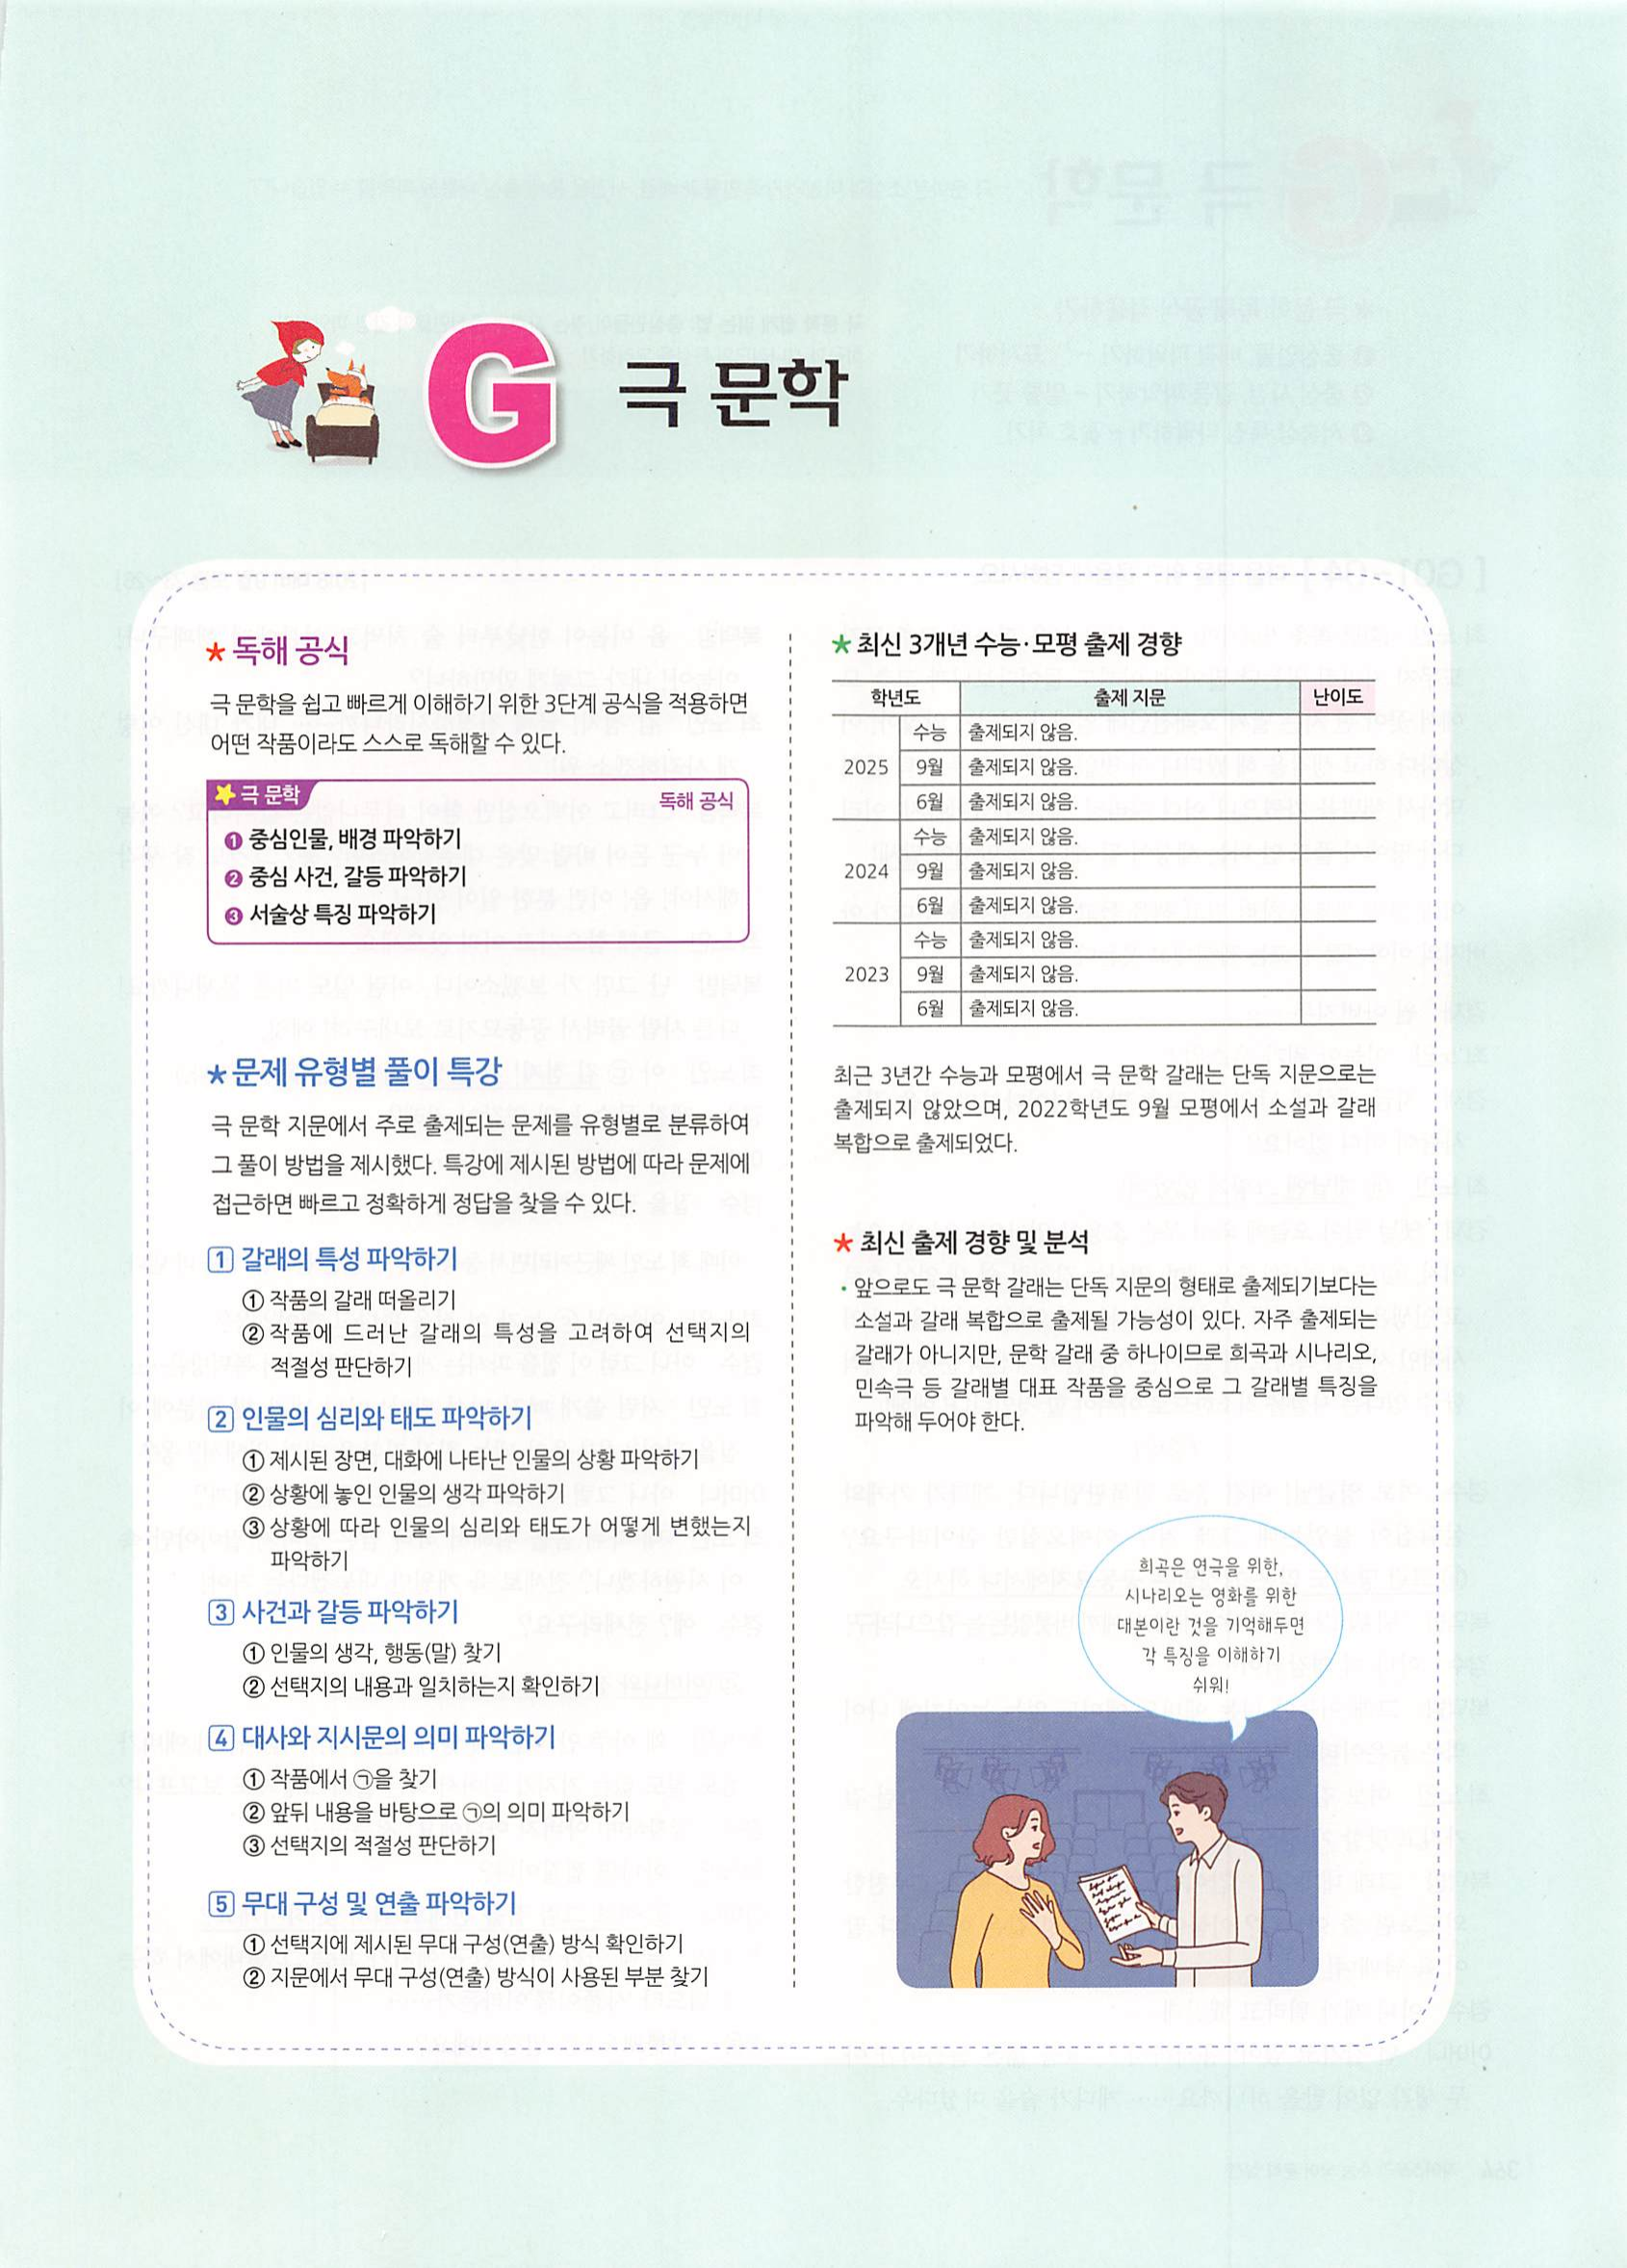 G 극 문학
* 독해 공식
극 문학을 쉽고 빠르게 이해하기 위한 3단계 공식을 적용하면
어떤 작품이라도 스스로 독해할 수 있다.
극 문학 독해 공식
❶ 중심인물, 배경 파악하기
❷ 중심 사건, 갈등 파악하기
❸ 서술상 특징 파악하기
* 문제 유형별 풀이 특강
극 문학 지문에서 주로 출제되는 문제를 유형별로 분류하여
그 풀이 방법을 제시했다. 특강에 제시된 방법에 따라 문제에
접근하면 빠르고 정확하게 정답을 찾을 수 있다.
1 갈래의 특성 파악하기
① 작품의 갈래 떠올리기
② 작품에 드러난 갈래의 특성을 고려하여 선택지의
적절성 판단하기
2 인물의 심리와 태도 파악하기
① 제시된 장면, 대화에 나타난 인물의 상황 파악하기
② 상황에 놓인 인물의 생각 파악하기
③ 상황에 따라 인물의 심리와 태도가 어떻게 변했는지
파악하기
3 사건과 갈등 파악하기
① 인물의 생각, 행동(말) 찾기
② 선택지의 내용과 일치하는지 확인하기
4 대사와 지시문의 의미 파악하기
① 작품에서 ㉠을 찾기
② 앞뒤 내용을 바탕으로 ㉠의 의미 파악하기
③ 선택지의 적절성 판단하기
5 무대 구성 및 연출 파악하기
① 선택지에 제시된 무대 구성(연출) 방식 확인하기
② 지문에서 무대 구성(연출) 방식이 사용된 부분 찾기
* 최신 3개년 수능·모평 출제 경향
학년도 출제 지문 난이도
수능 출제되지 않음.
2025 9월 출제되지 않음.
6월 출제되지 않음.
수능 출제되지 않음.
2024 9월 출제되지 않음.
6월 출제되지 않음.
수능 출제되지 않음.
2023 9월 출제되지 않음.
6월 출제되지 않음.
최근 3년간 수능과 모평에서 극 문학 갈래는 단독 지문으로는
출제되지 않았으며, 2022학년도 9월 모평에서 소설과 갈래
복합으로 출제되었다.
* 최신 출제 경향 및 분석
· 앞으로도 극 문학 갈래는 단독 지문의 형태로 출제되기보다는
소설과 갈래 복합으로 출제될 가능성이 있다. 자주 출제되는
갈래가 아니지만, 문학 갈래 중 하나이므로 희곡과 시나리오,
민속극 등 갈래별 대표 작품을 중심으로 그 갈래별 특징을
파악해 두어야 한다.
희곡은 연극을 위한,
시나리오는 영화를 위한
대본이란 것을 기억해두면
각 특징을 이해하기
쉬워!